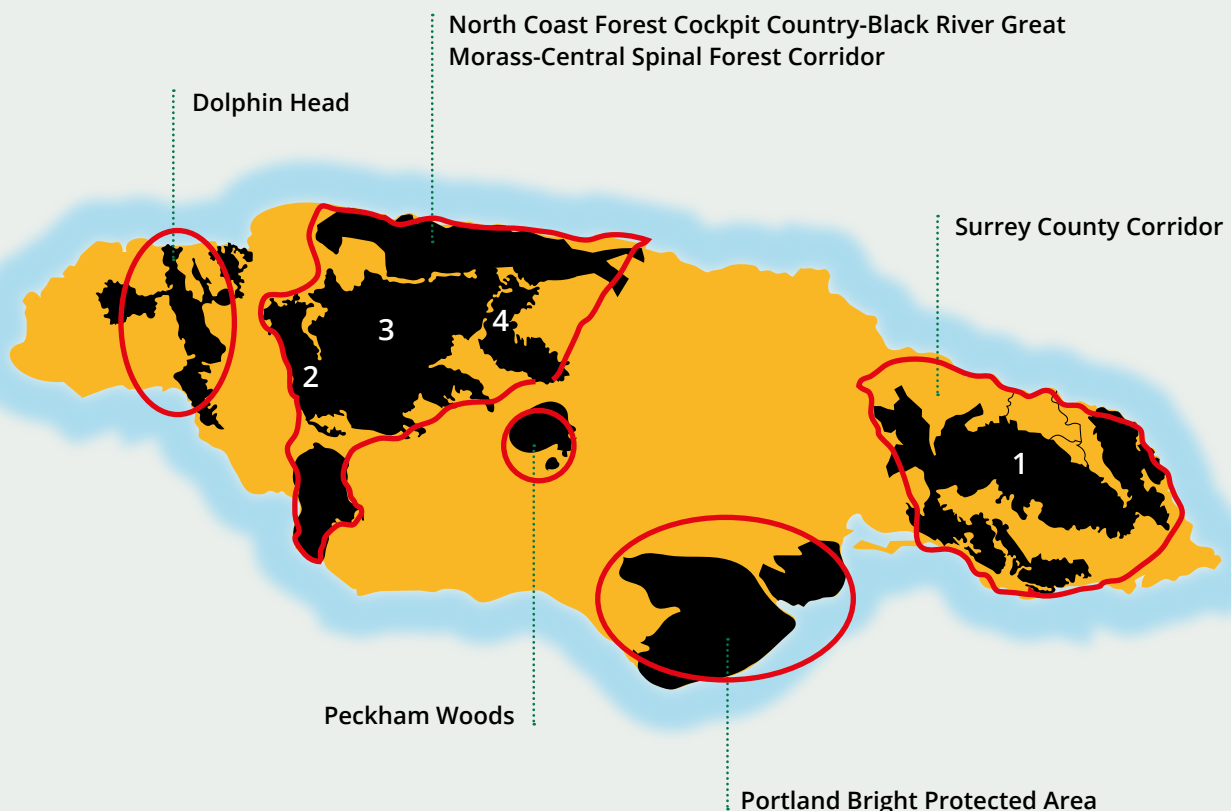 North Coast Forest Cockpit Country-Black River Great
Morass-Central Spinal Forest Corridor
Dolphin Head
Surrey County Corridor
3
4
2
1
Peckham Woods
Portland Bright Protected Area